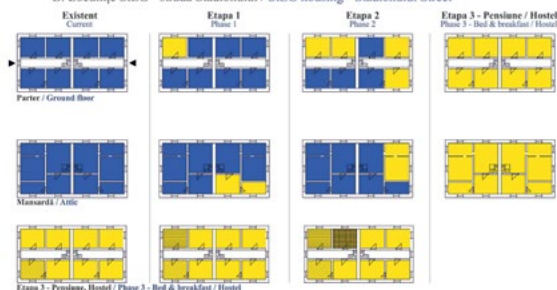 Existent
Current
Etapa 1
Phase 1
Etapa 2
Phase 2
Etapa 3 - Pensiune / Hostel
Phase 3 - Bed & breakfast / Hostel
Parter / Ground floor
Mansardă / Attic
Etapa 3 - Pensiune, Hostel / Phase 3 - Bed & breakfast / Hostel